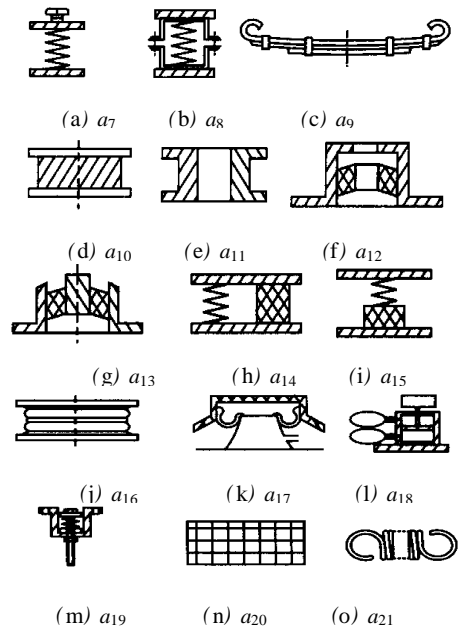 (a) a7 (b) a8 (c) a9
(d) a10 (e) a11 (f) a12
(g) a13 (h) a14 (i) a15
(j) a16 (k) a17 (l) a18
(m) a19 (n) a20 (o) a21